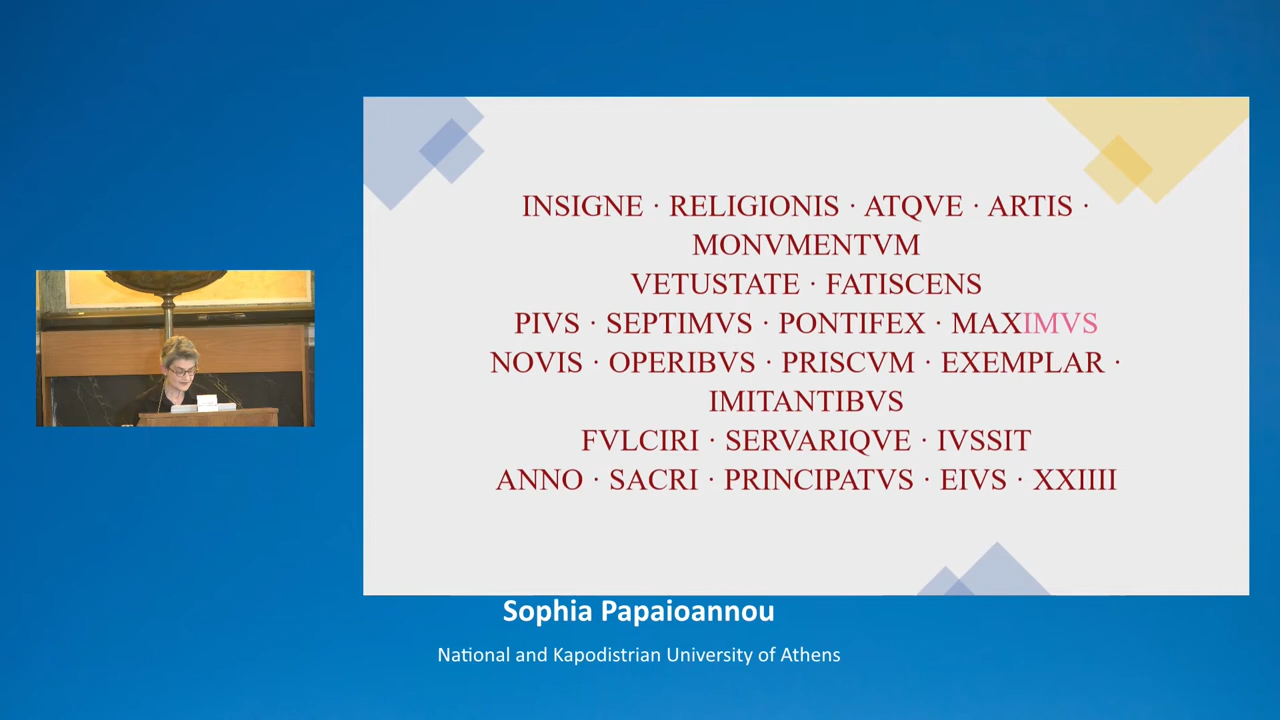 INSIGNE · RELIGIONIS · ATQVE · ARTIS ·
MONVMENTVM
VETUSTATE · FATISCENS
PIVS · SEPTIMVS · PONTIFEX · MAXIMVS
NOVIS · OPERIBVS · PRISCVM · EXEMPLAR ·
IMITANTIBVS
FVLCIRI · SERVARIQVE · IVSSIT
ANNO · SACRI · PRINCIPATVS · EIVS · XXIIII
Sophia Papaioannou
National and Kapodistrian University of Athens